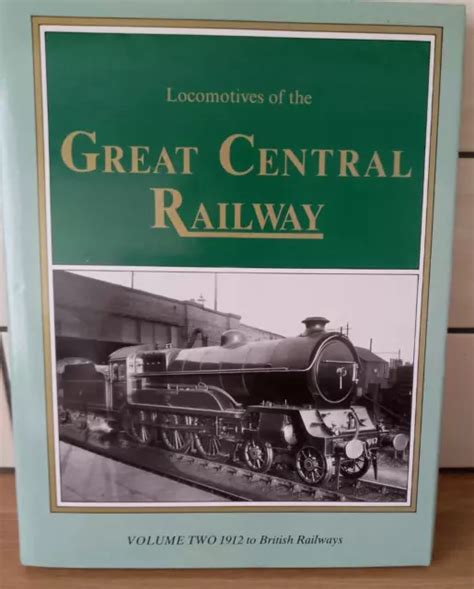 Locomotives of the
GREAT CENTRAL
RAILWAY
VOLUME TWO 1912 to British Railways